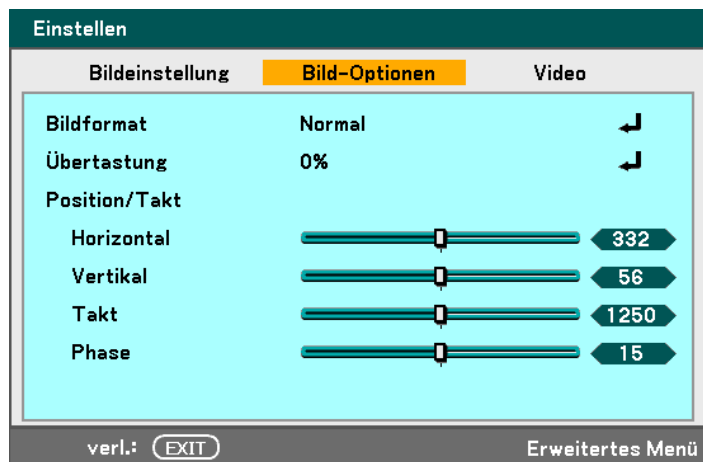 Einstellen
Bildeinstellung Bild-Optionen Video
Bildformat Normal
Übertastung 0%
Position/Takt
Horizontal 332
Vertikal 56
Takt 1250
Phase 15
verl.: EXIT Erweitertes Menü